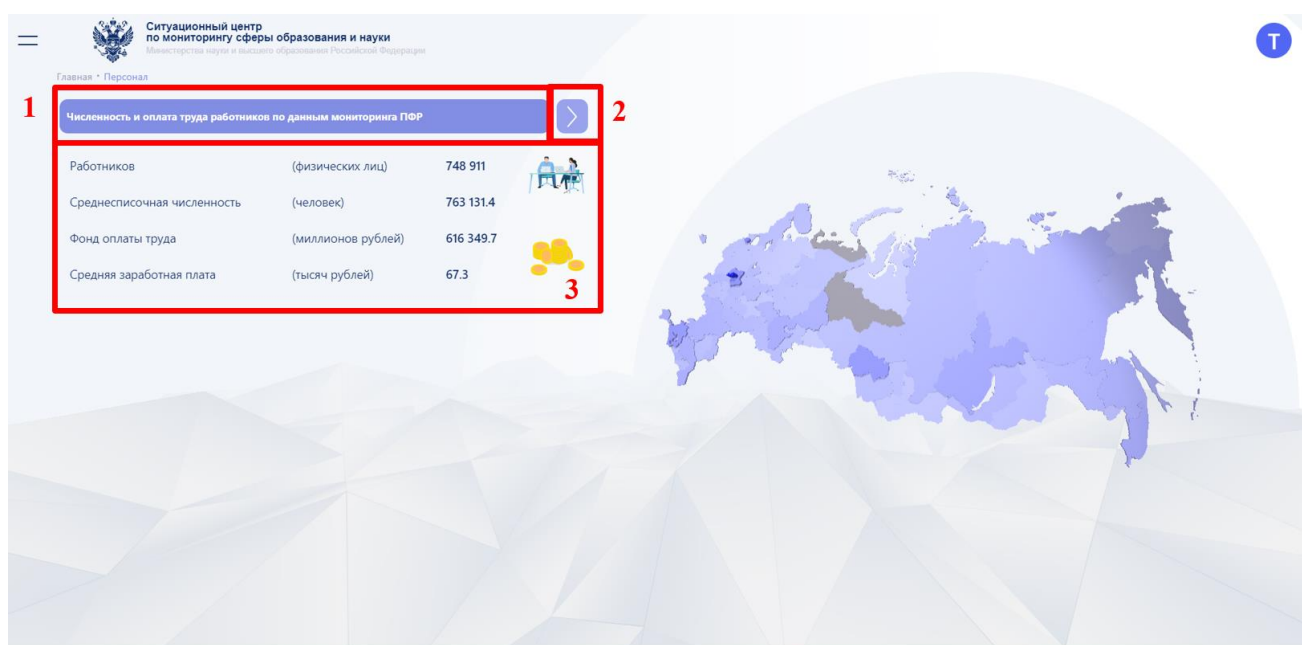 Ситуационный центр
по мониторингу сферы образования и науки
Министерства науки и высшего образования Российской Федерации
Т
Главная • Персонал
1
Численность и оплата труда работников по данным мониторинга ПФР
2
Работников (физических лиц) 748 911
Среднесписочная численность (человек) 763 131.4
Фонд оплаты труда (миллионов рублей) 616 349.7
Средняя заработная плата (тысяч рублей) 67.3
3